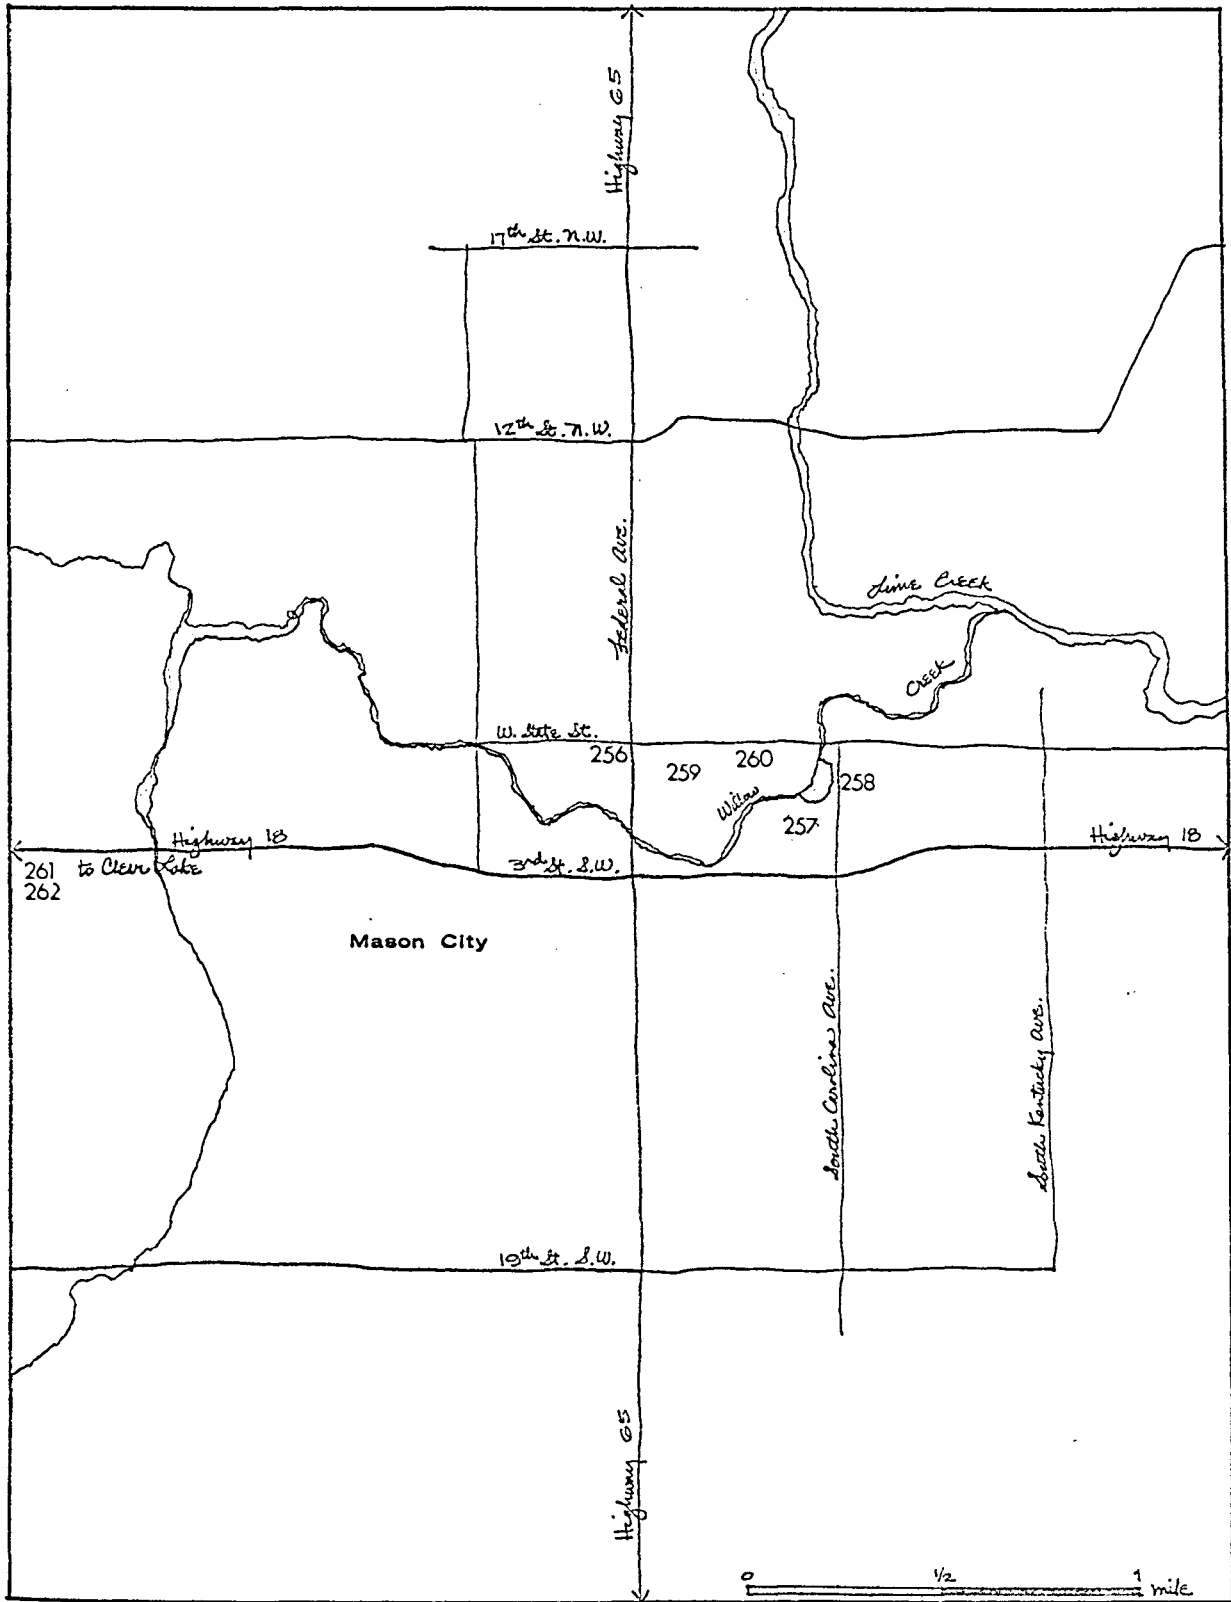 Highway 65
17th St. N.W.
12th St. N.W.
Federal Ave.
Lime Creek
Creek
W. State St.
256
259
260
258
Willow
257
Highway 18
Highway 18
261 to Clear Lake
262
3rd St. S.W.
Mason City
South Carolina Ave.
South Kentucky Ave.
19th St. S.W.
Highway 65
0 1/2 1 mile